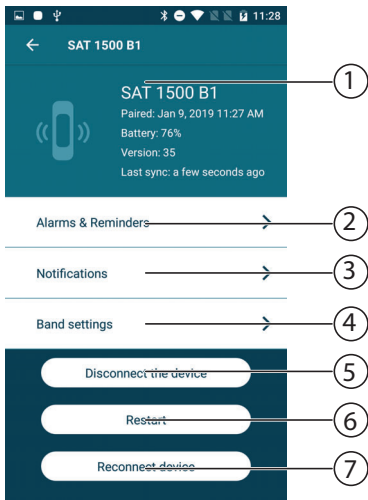 11:28
SAT 1500 B1
SAT 1500 B1
Paired: Jan 9, 2019 11:27 AM
Battery: 76%
Version: 35
Last sync: a few seconds ago
1
Alarms & Reminders
2
Notifications
3
Band settings
4
Disconnect the device
5
Restart
6
Reconnect device
7